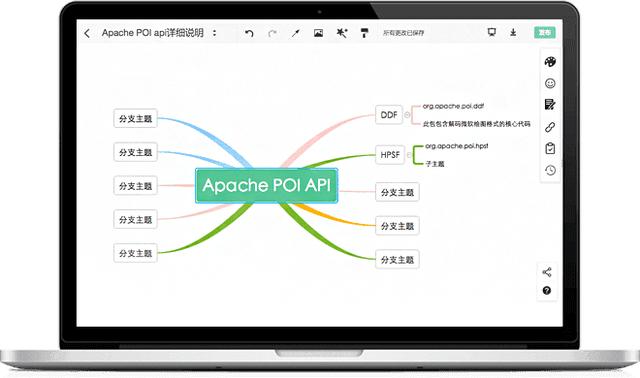 Apache POI api详细说明
所有更改已保存
发布
分支主题
分支主题
分支主题
分支主题
分支主题
Apache POI API
DDF
org.apache.poi.ddf
此包包含解码微软绘图格式的核心代码
HPSF
org.apache.poi.hpsf
子主题
分支主题
分支主题
分支主题